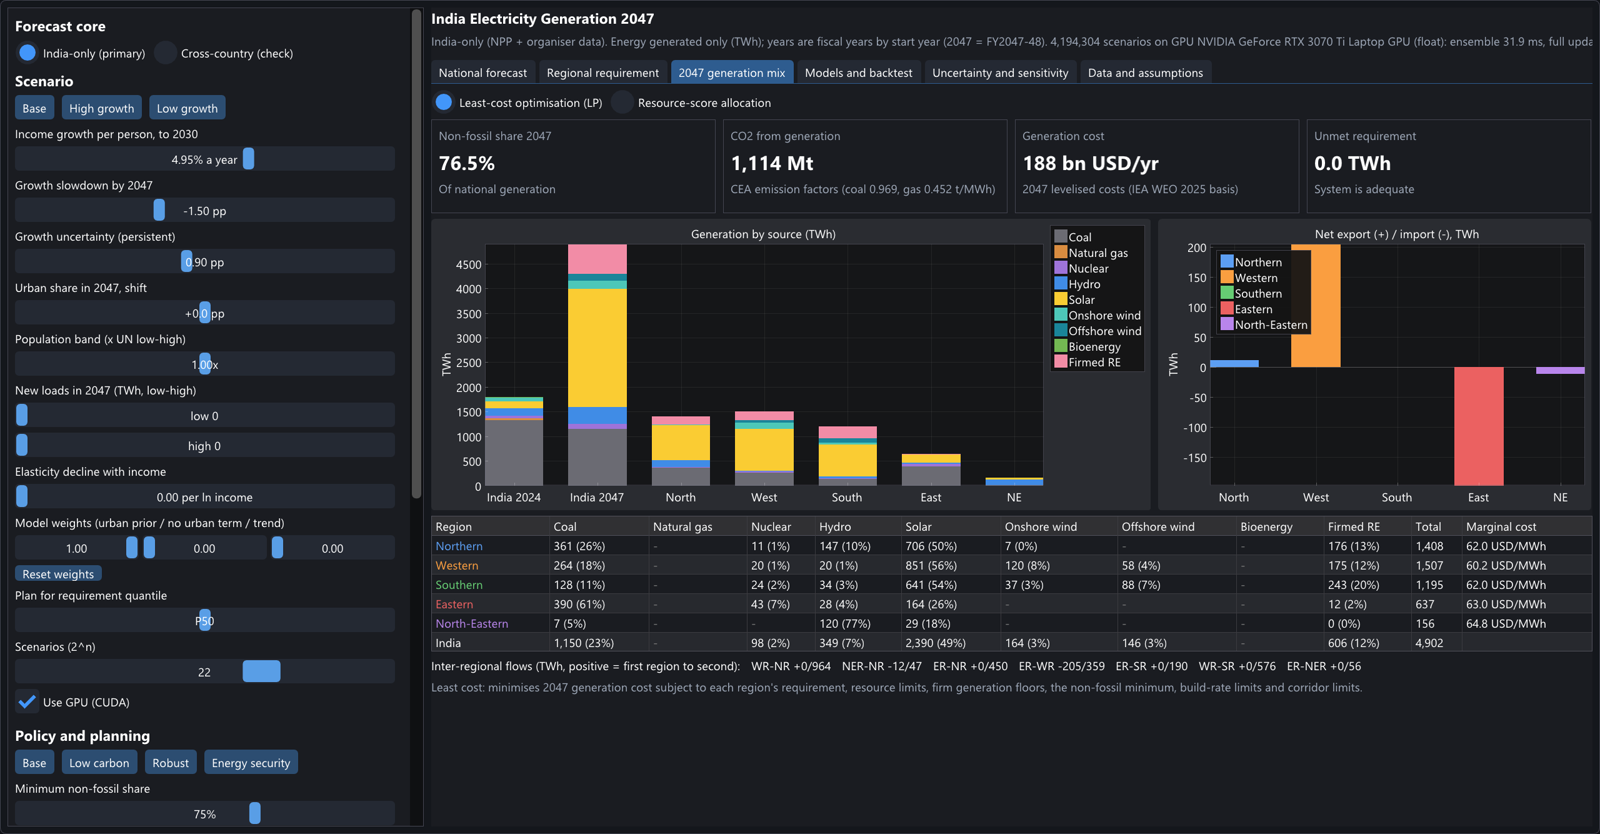 Forecast core
India-only (primary) Cross-country (check)
Scenario
Base High growth Low growth
Income growth per person, to 2030
4.95% a year
Growth slowdown by 2047
-1.50 pp
Growth uncertainty (persistent)
0.90 pp
Urban share in 2047, shift
+0.0 pp
Population band (x UN low-high)
1.00x
New loads in 2047 (TWh, low-high)
low 0
high 0
Elasticity decline with income
0.00 per ln income
Model weights (urban prior / no urban term / trend)
1.00 0.00 0.00
Reset weights
Plan for requirement quantile
P50
Scenarios (2^n)
22
Use GPU (CUDA)
Policy and planning
Base Low carbon Robust Energy security
Minimum non-fossil share
75%
India Electricity Generation 2047
India-only (NPP + organiser data). Energy generated only (TWh); years are fiscal years by start year (2047 = FY2047-48). 4,194,304 scenarios on GPU NVIDIA GeForce RTX 3070 Ti Laptop GPU (float): ensemble 31.9 ms, full upda
National forecast Regional requirement 2047 generation mix Models and backtest Uncertainty and sensitivity Data and assumptions
Least-cost optimisation (LP) Resource-score allocation
Non-fossil share 2047
76.5%
Of national generation
CO2 from generation
1,114 Mt
CEA emission factors (coal 0.969, gas 0.452 t/MWh)
Generation cost
188 bn USD/yr
2047 levelised costs (IEA WEO 2025 basis)
Unmet requirement
0.0 TWh
System is adequate
Generation by source (TWh)
TWh
4500
4000
3500
3000
2500
2000
1500
1000
500
0
India 2024 India 2047 North West South East NE
Coal
Natural gas
Nuclear
Hydro
Solar
Onshore wind
Offshore wind
Bioenergy
Firmed RE
Net export (+) / import (-), TWh
TWh
200
150
100
50
0
-50
-100
-150
North West South East NE
Northern
Western
Southern
Eastern
North-Eastern
Region Coal Natural gas Nuclear Hydro Solar Onshore wind Offshore wind Bioenergy Firmed RE Total Marginal cost
Northern 361 (26%) - 11 (1%) 147 (10%) 706 (50%) 7 (0%) - - 176 (13%) 1,408 62.0 USD/MWh
Western 264 (18%) - 20 (1%) 20 (1%) 851 (56%) 120 (8%) 58 (4%) - 175 (12%) 1,507 60.2 USD/MWh
Southern 128 (11%) - 24 (2%) 34 (3%) 641 (54%) 37 (3%) 88 (7%) - 243 (20%) 1,195 62.0 USD/MWh
Eastern 390 (61%) - 43 (7%) 28 (4%) 164 (26%) - - - 12 (2%) 637 63.0 USD/MWh
North-Eastern 7 (5%) - - 120 (77%) 29 (18%) - - - 0 (0%) 156 64.8 USD/MWh
India 1,150 (23%) - 98 (2%) 349 (7%) 2,390 (49%) 164 (3%) 146 (3%) - 606 (12%) 4,902
Inter-regional flows (TWh, positive = first region to second): WR-NR +0/964 NER-NR -12/47 ER-NR +0/450 ER-WR -205/359 ER-SR +0/190 WR-SR +0/576 ER-NER +0/56
Least cost: minimises 2047 generation cost subject to each region's requirement, resource limits, firm generation floors, the non-fossil minimum, build-rate limits and corridor limits.